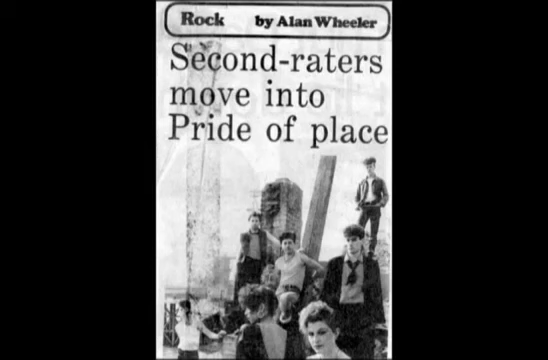 Rock by Alan Wheeler
Second-raters
move into
Pride of place